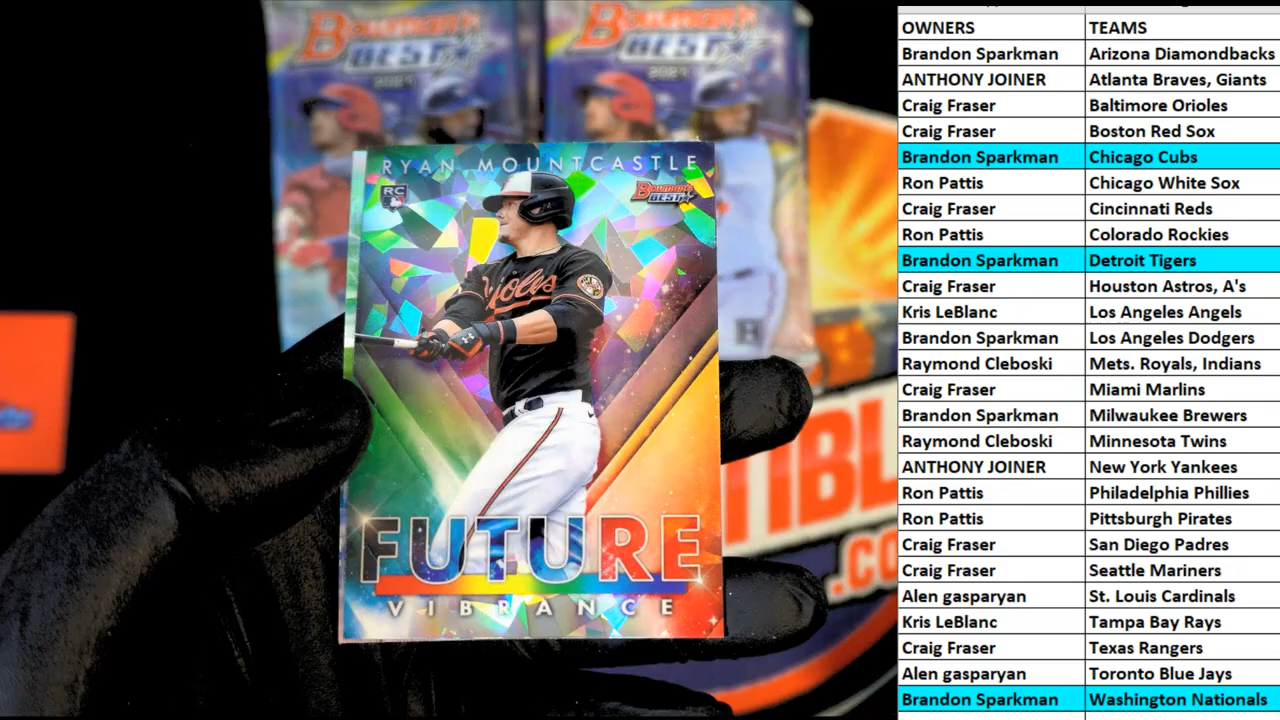 Bowman's
BEST
2021
Bowman's
BEST
2021
RYAN MOUNTCASTLE
RC
Bowman's
BEST
Orioles
FUTURE
VIBRANCE
TIBL
.CO
OWNERS TEAMS
Brandon Sparkman Arizona Diamondbacks
ANTHONY JOINER Atlanta Braves, Giants
Craig Fraser Baltimore Orioles
Craig Fraser Boston Red Sox
Brandon Sparkman Chicago Cubs
Ron Pattis Chicago White Sox
Craig Fraser Cincinnati Reds
Ron Pattis Colorado Rockies
Brandon Sparkman Detroit Tigers
Craig Fraser Houston Astros, A's
Kris LeBlanc Los Angeles Angels
Brandon Sparkman Los Angeles Dodgers
Raymond Cleboski Mets. Royals, Indians
Craig Fraser Miami Marlins
Brandon Sparkman Milwaukee Brewers
Raymond Cleboski Minnesota Twins
ANTHONY JOINER New York Yankees
Ron Pattis Philadelphia Phillies
Ron Pattis Pittsburgh Pirates
Craig Fraser San Diego Padres
Craig Fraser Seattle Mariners
Alen gasparyan St. Louis Cardinals
Kris LeBlanc Tampa Bay Rays
Craig Fraser Texas Rangers
Alen gasparyan Toronto Blue Jays
Brandon Sparkman Washington Nationals